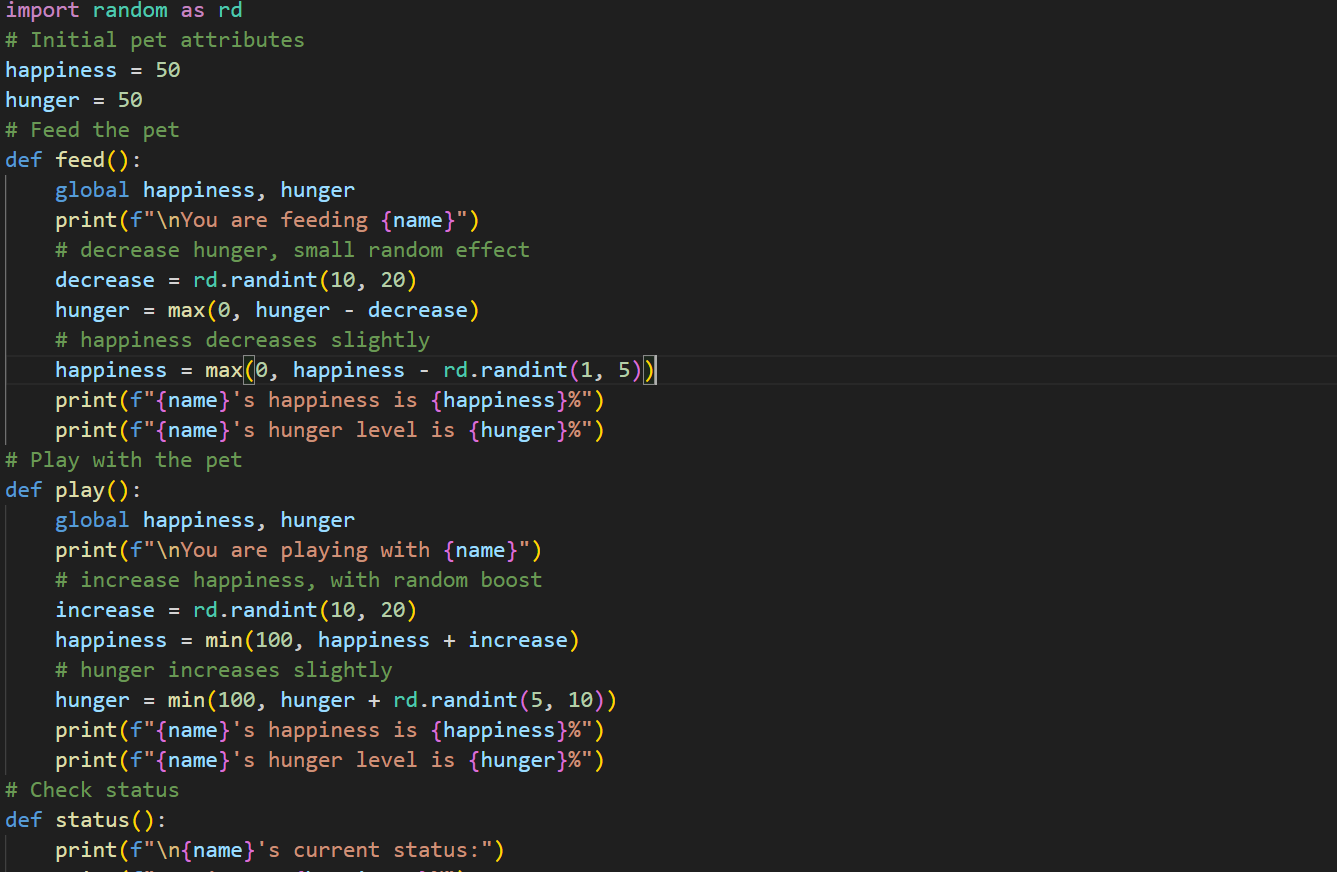 import random as rd
# Initial pet attributes
happiness = 50
hunger = 50
# Feed the pet
def feed():
    global happiness, hunger
    print(f"\nYou are feeding {name}")
    # decrease hunger, small random effect
    decrease = rd.randint(10, 20)
    hunger = max(0, hunger - decrease)
    # happiness decreases slightly
    happiness = max(0, happiness - rd.randint(1, 5))
    print(f"{name}'s happiness is {happiness}%")
    print(f"{name}'s hunger level is {hunger}%")
# Play with the pet
def play():
    global happiness, hunger
    print(f"\nYou are playing with {name}")
    # increase happiness, with random boost
    increase = rd.randint(10, 20)
    happiness = min(100, happiness + increase)
    # hunger increases slightly
    hunger = min(100, hunger + rd.randint(5, 10))
    print(f"{name}'s happiness is {happiness}%")
    print(f"{name}'s hunger level is {hunger}%")
# Check status
def status():
    print(f"\n{name}'s current status:")